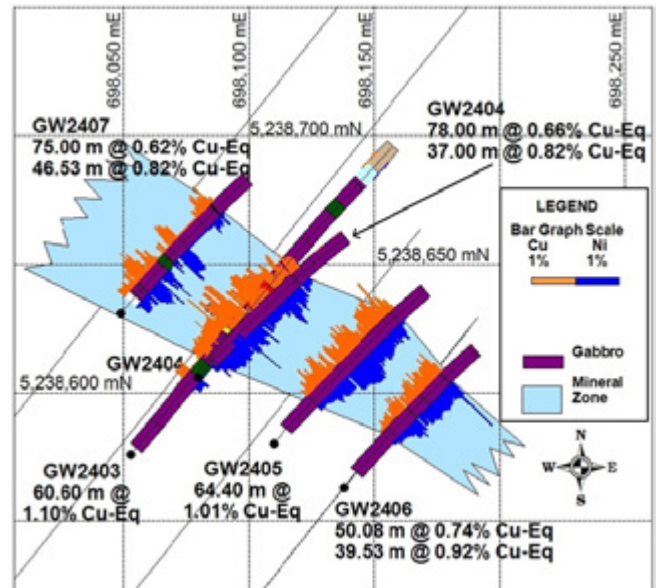 698,050 mE
698,100 mE
698,150 mE
698,250 mE
GW2407
75.00 m @ 0.62% Cu-Eq
46.53 m @ 0.82% Cu-Eq
5,238,700 mN
GW2404
78.00 m @ 0.66% Cu-Eq
37.00 m @ 0.82% Cu-Eq
LEGEND
Bar Graph Scale
Cu Ni
1% 1%
Gabbro
Mineral
Zone
5,238,650 mN
GW2404
5,238,600 mN
N
W E
S
GW2403
60.60 m @
1.10% Cu-Eq
GW2405
64.40 m @
1.01% Cu-Eq
GW2406
50.08 m @ 0.74% Cu-Eq
39.53 m @ 0.92% Cu-Eq